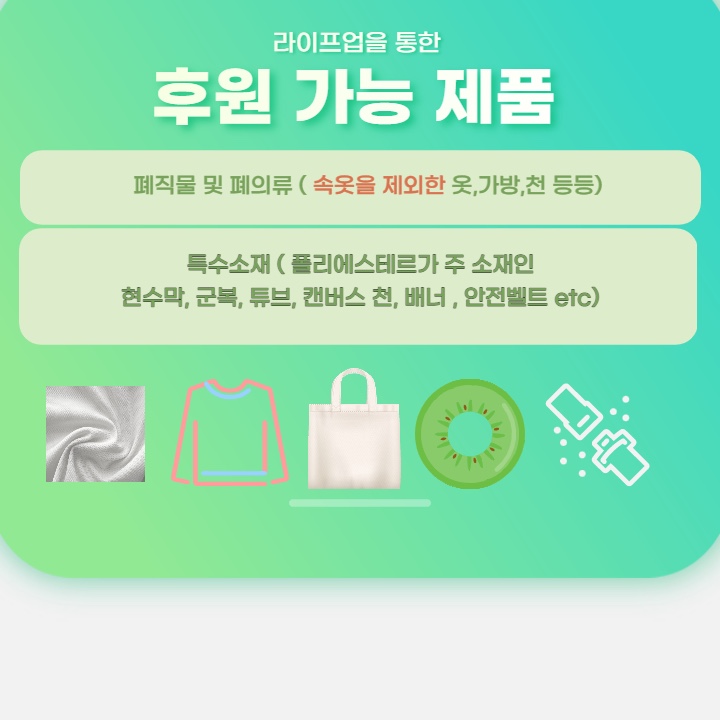 라이프업을 통한
후원 가능 제품
폐직물 및 폐의류 ( 속옷을 제외한 옷,가방,천 등등)
특수소재 ( 폴리에스테르가 주 소재인
현수막, 군복, 튜브, 캔버스 천, 배너 , 안전벨트 etc)